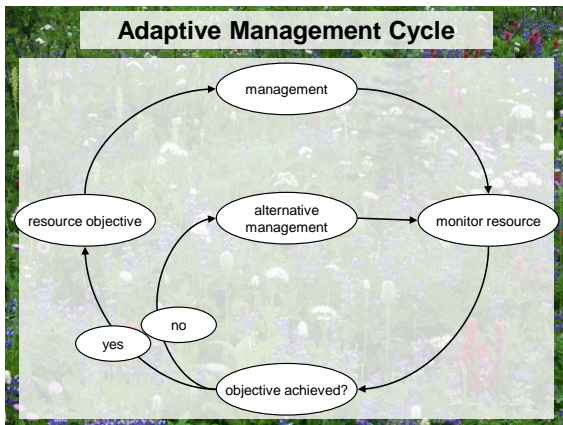 Adaptive Management Cycle
management
resource objective
alternative
management
monitor resource
no
yes
objective achieved?